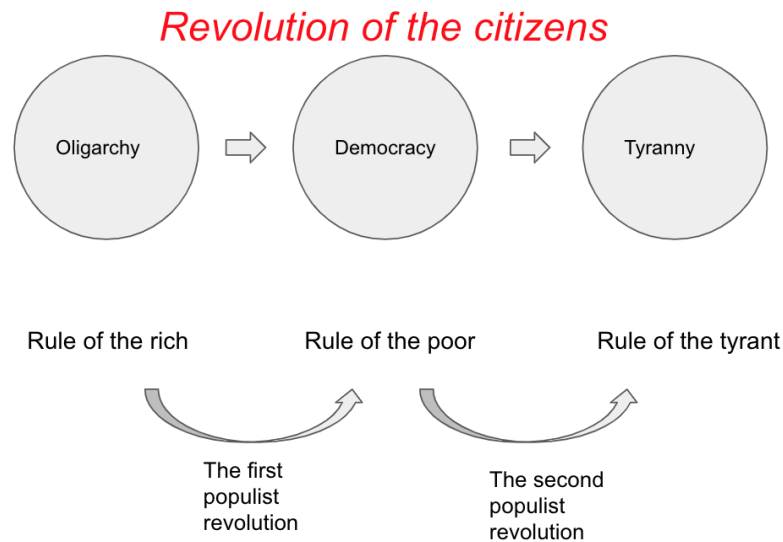 Revolution of the citizens
Oligarchy
Democracy
Tyranny
Rule of the rich
Rule of the poor
Rule of the tyrant
The first
populist
revolution
The second
populist
revolution